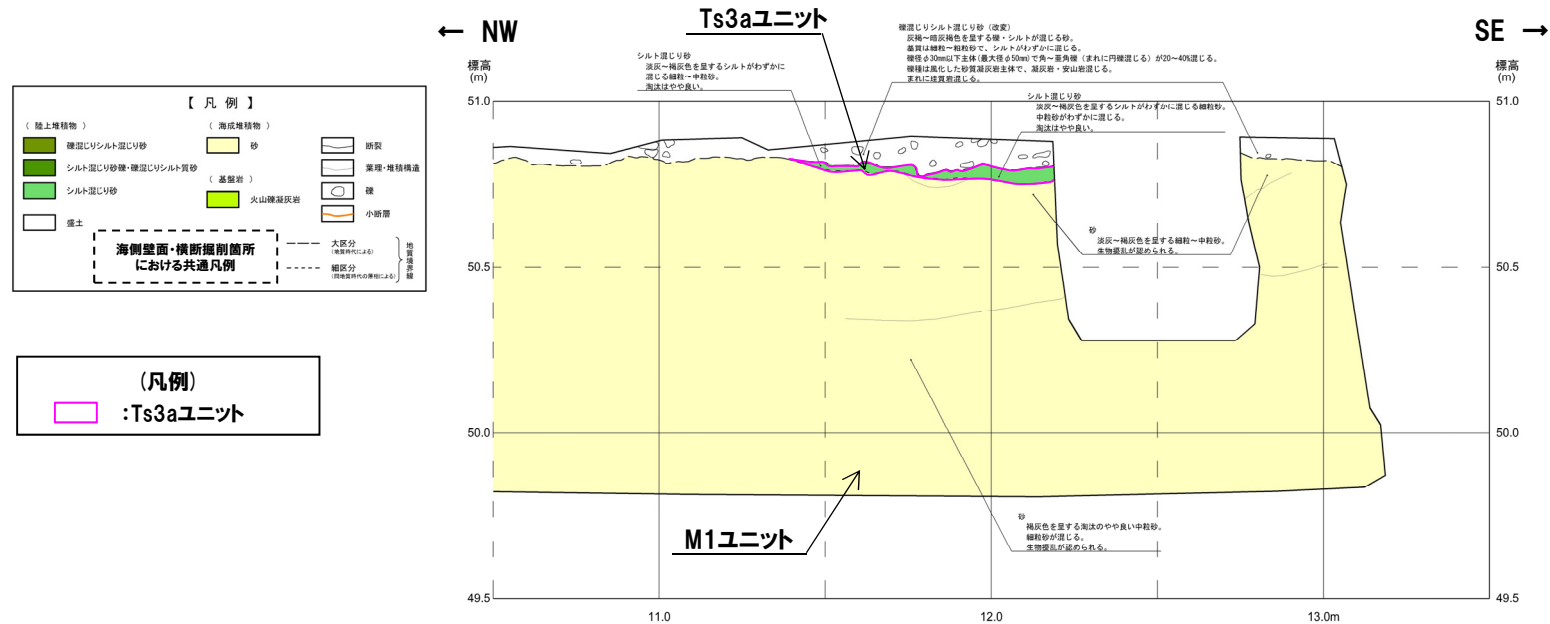 ← NW
SE →
Ts3aユニット
標高
(m)
標高
(m)
シルト混じり砂
淡灰～褐灰色を呈するシルトがわずかに
混じる細粒～中粒砂。
淘汰はやや良い。
礫混じりシルト混じり砂（改変）
灰褐～暗灰褐色を呈する礫・シルトが混じる砂。
基質は細粒～粗粒砂で、シルトがわずかに混じる。
礫径φ30mm以下主体(最大径φ50mm)で角～亜角礫（まれに円礫混じる）が20～40%混じる。
礫種は風化した砂質凝灰岩主体で、凝灰岩・安山岩混じる。
まれに珪質岩混じる。
シルト混じり砂
淡灰～褐灰色を呈するシルトがわずかに混じる細粒砂。
中粒砂がわずかに混じる。
淘汰はやや良い。
51.0
51.0
50.5
50.5
50.0
50.0
49.5
49.5
砂
淡灰～褐灰色を呈する細粒～中粒砂。
生物擾乱が認められる。
砂
褐灰色を呈する淘汰のやや良い中粒砂。
細粒砂が混じる。
生物擾乱が認められる。
M1ユニット
11.0
12.0
13.0m
【 凡 例 】
( 陸上堆積物 )
礫混じりシルト混じり砂
シルト混じり砂礫・礫混じりシルト質砂
シルト混じり砂
盛土
( 海成堆積物 )
砂
( 基盤岩 )
火山礫凝灰岩
断裂
葉理・堆積構造
礫
小断層
海側壁面・横断掘削箇所
における共通凡例
大区分
(地質時代による)
細区分
(同地質時代の層相による)
地質境界線
(凡例)
:Ts3aユニット